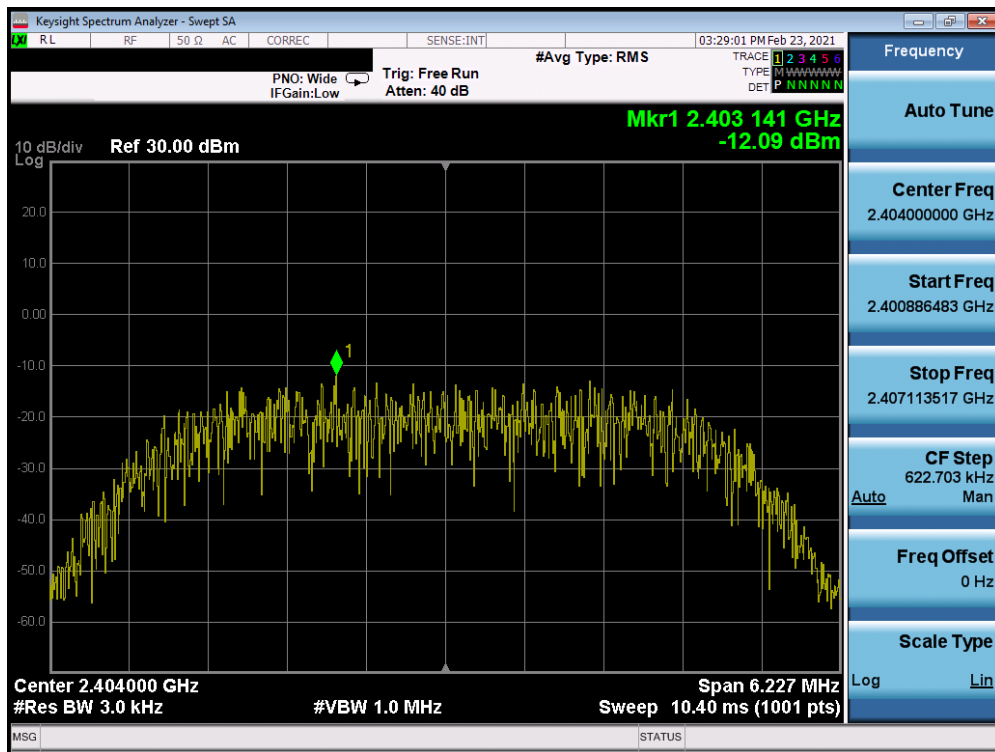 Keysight Spectrum Analyzer - Swept SA
LXI RL RF 50 Ω AC CORREC SENSE:INT 03:29:01 PM Feb 23, 2021
#Avg Type: RMS TRACE 1 2 3 4 5 6
PNO: Wide Trig: Free Run TYPE M W W W W W
IFGain:Low Atten: 40 dB DET P N N N N N
Mkr1 2.403 141 GHz
-12.09 dBm
10 dB/div Ref 30.00 dBm
Log
20.0
10.0
0.00
1
-10.0
-20.0
-30.0
-40.0
-50.0
-60.0
Center 2.404000 GHz Span 6.227 MHz
#Res BW 3.0 kHz #VBW 1.0 MHz Sweep 10.40 ms (1001 pts)
MSG STATUS
Frequency
Auto Tune
Center Freq
2.404000000 GHz
Start Freq
2.400886483 GHz
Stop Freq
2.407113517 GHz
CF Step
622.703 kHz
Auto Man
Freq Offset
0 Hz
Scale Type
Log Lin